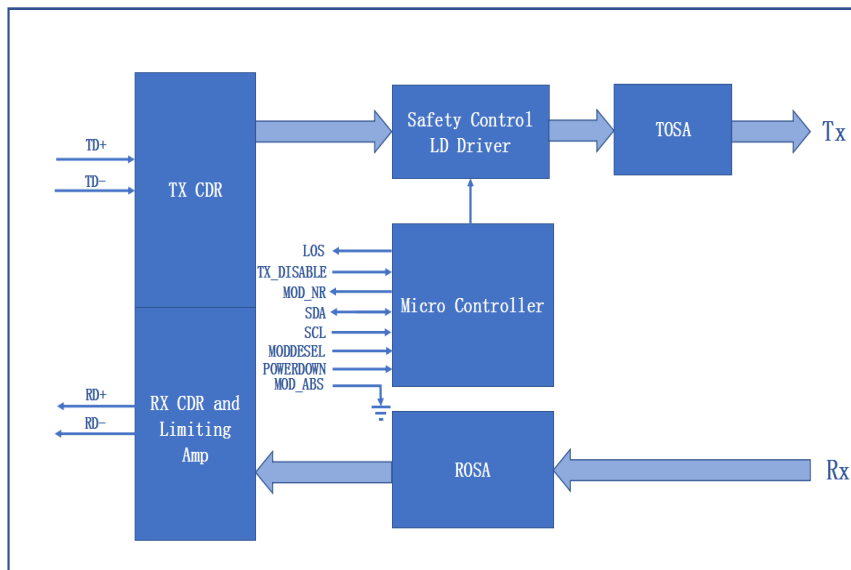 TD+
TD-
TX CDR
Safety Control
LD Driver
TOSA
Tx
LOS
TX_DISABLE
MOD_NR
SDA
SCL
MODDESEL
POWERDOWN
MOD_ABS
Micro Controller
RD+
RD-
RX CDR and
Limiting
Amp
ROSA
Rx